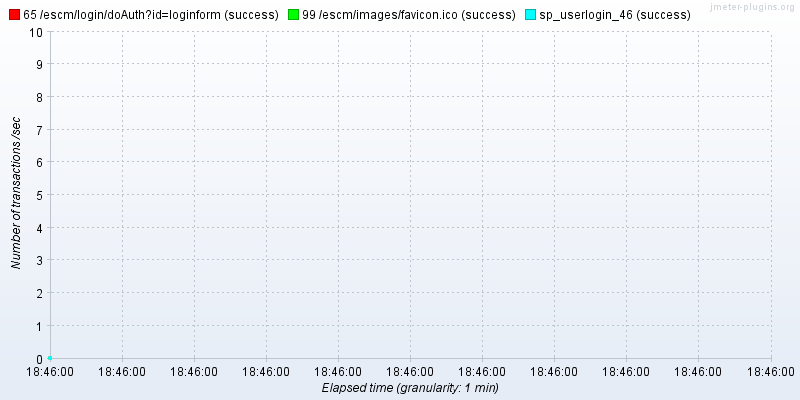 65 /escm/login/doAuth?id=loginform (success) 99 /escm/images/favicon.ico (success) sp_userlogin_46 (success)
jmeter-plugins.org
Number of transactions /sec
10
9
8
7
6
5
4
3
2
1
0
18:46:00 18:46:00 18:46:00 18:46:00 18:46:00 18:46:00 18:46:00 18:46:00 18:46:00 18:46:00 18:46:00
Elapsed time (granularity: 1 min)